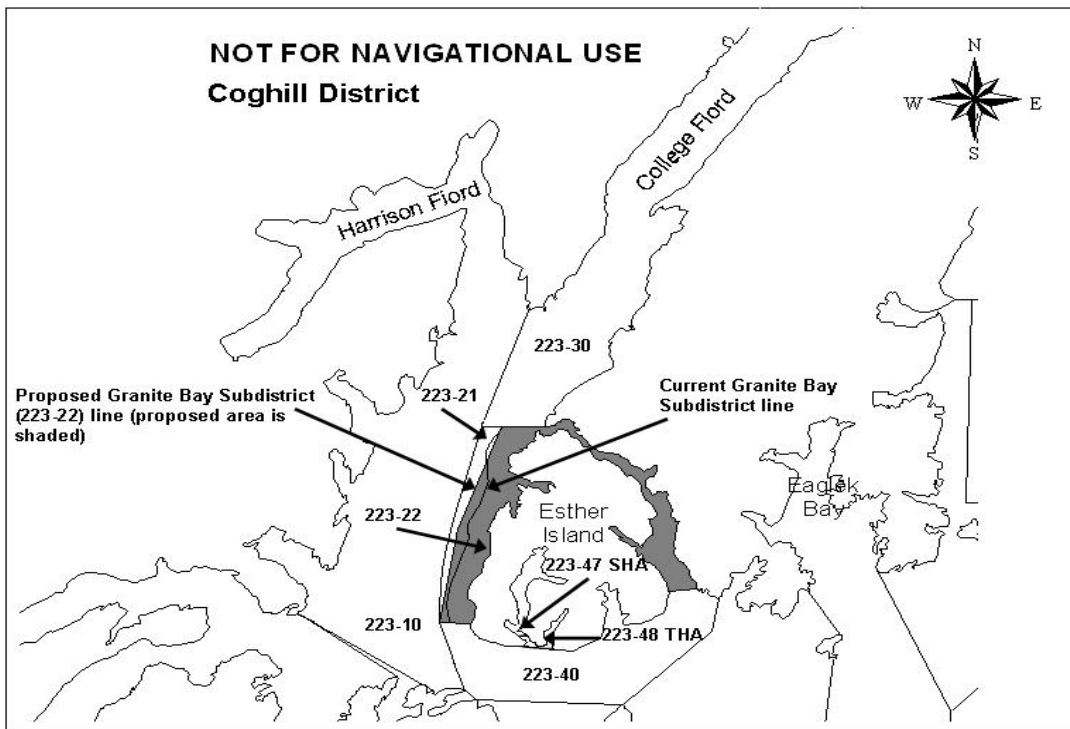 NOT FOR NAVIGATIONAL USE
Coghill District
N
W
E
S
College Fiord
Harrison Fiord
223-30
Proposed Granite Bay Subdistrict
(223-22) line (proposed area is
shaded)
223-21
Current Granite Bay
Subdistrict line
Eaglek
Bay
223-22
Esther
Island
223-47 SHA
223-10
223-48 THA
223-40